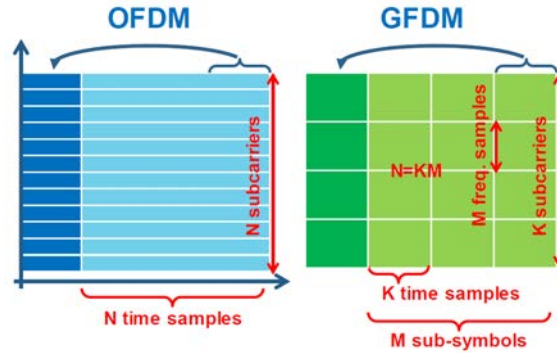 OFDM
GFDM
N subcarriers
N time samples
N=KM
M freq. samples
K subcarriers
K time samples
M sub-symbols